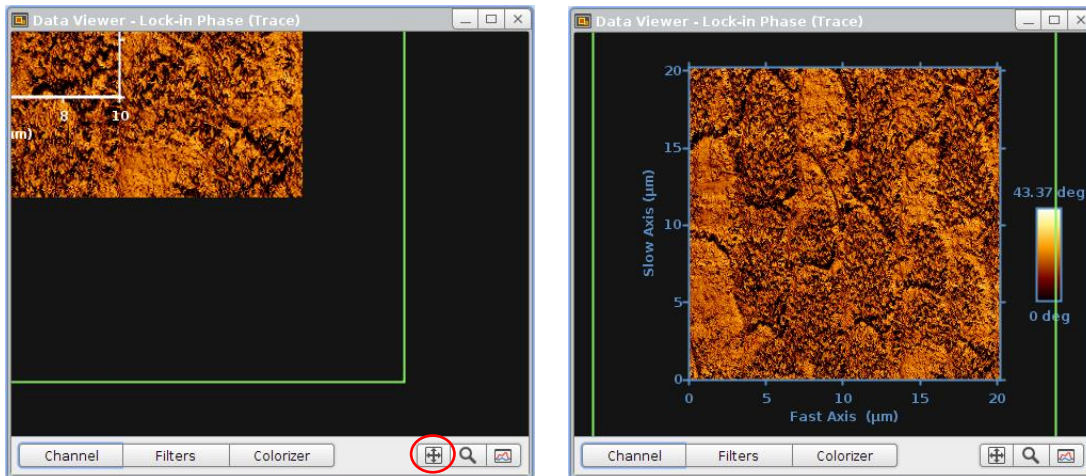 Data Viewer - Lock-in Phase (Trace)
8 10
m)
Channel Filters Colorizer
Data Viewer - Lock-in Phase (Trace)
20
15
10
5
0
Slow Axis (µm)
0 5 10 15 20
Fast Axis (µm)
43.37 deg
0 deg
Channel Filters Colorizer